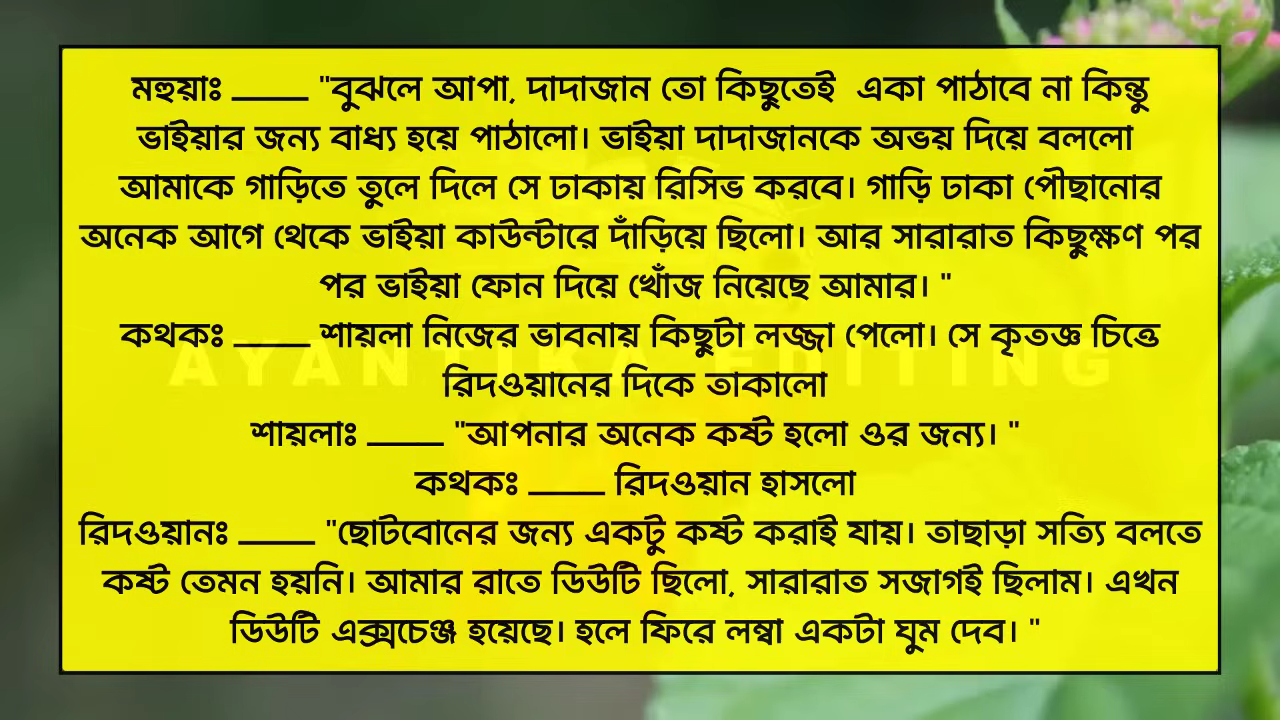 মহুয়াঃ ____ "বুঝলে আপা, দাদাজান তো কিছুতেই একা পাঠাবে না কিন্তু
ভাইয়ার জন্য বাধ্য হয়ে পাঠালো। ভাইয়া দাদাজানকে অভয় দিয়ে বললো
আমাকে গাড়িতে তুলে দিলে সে ঢাকায় রিসিভ করবে। গাড়ি ঢাকা পৌছানোর
অনেক আগে থেকে ভাইয়া কাউন্টারে দাঁড়িয়ে ছিলো। আর সারারাত কিছুক্ষণ পর
পর ভাইয়া ফোন দিয়ে খোঁজ নিয়েছে আমার। "
কথকঃ ____ শায়লা নিজের ভাবনায় কিছুটা লজ্জা পেলো। সে কৃতজ্ঞ চিত্তে
AYANTIKA EDITING
রিদওয়ানের দিকে তাকালো
শায়লাঃ ____ "আপনার অনেক কষ্ট হলো ওর জন্য। "
কথকঃ ____ রিদওয়ান হাসলো
রিদওয়ানঃ ____ "ছোটবোনের জন্য একটু কষ্ট করাই যায়। তাছাড়া সত্যি বলতে
কষ্ট তেমন হয়নি। আমার রাতে ডিউটি ছিলো, সারারাত সজাগই ছিলাম। এখন
ডিউটি এক্সচেঞ্জ হয়েছে। হলে ফিরে লম্বা একটা ঘুম দেব। "